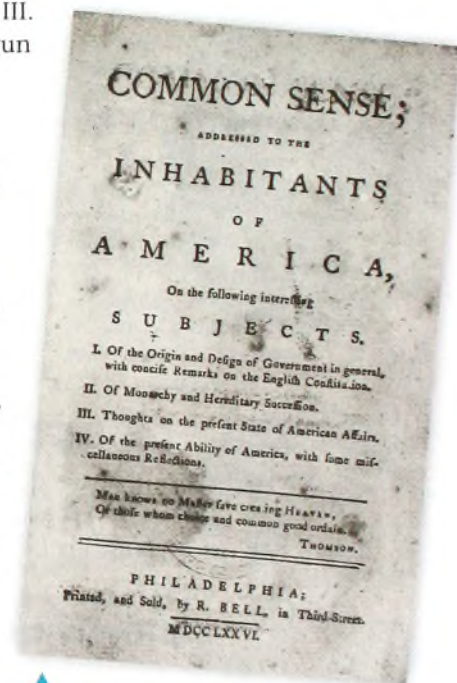 III.
un
COMMON SENSE;
ADDRESSED TO THE
INHABITANTS
OF
AMERICA,
On the following interesting
SUBJECTS.
I. Of the Origin and Design of Government in general,
with concise Remarks on the English Constitution.
II. Of Monarchy and Hereditary Succession.
III. Thoughts on the present State of American Affairs.
IV. Of the present Ability of America, with some mis-
cellaneous Reflections.
Man knows no Master save creating HEAVEN,
Or those whom choice and common good ordain.
THOMSON.
PHILADELPHIA;
Printed, and Sold, by R. BELL, in Third-Street.
MDCCLXXVI.